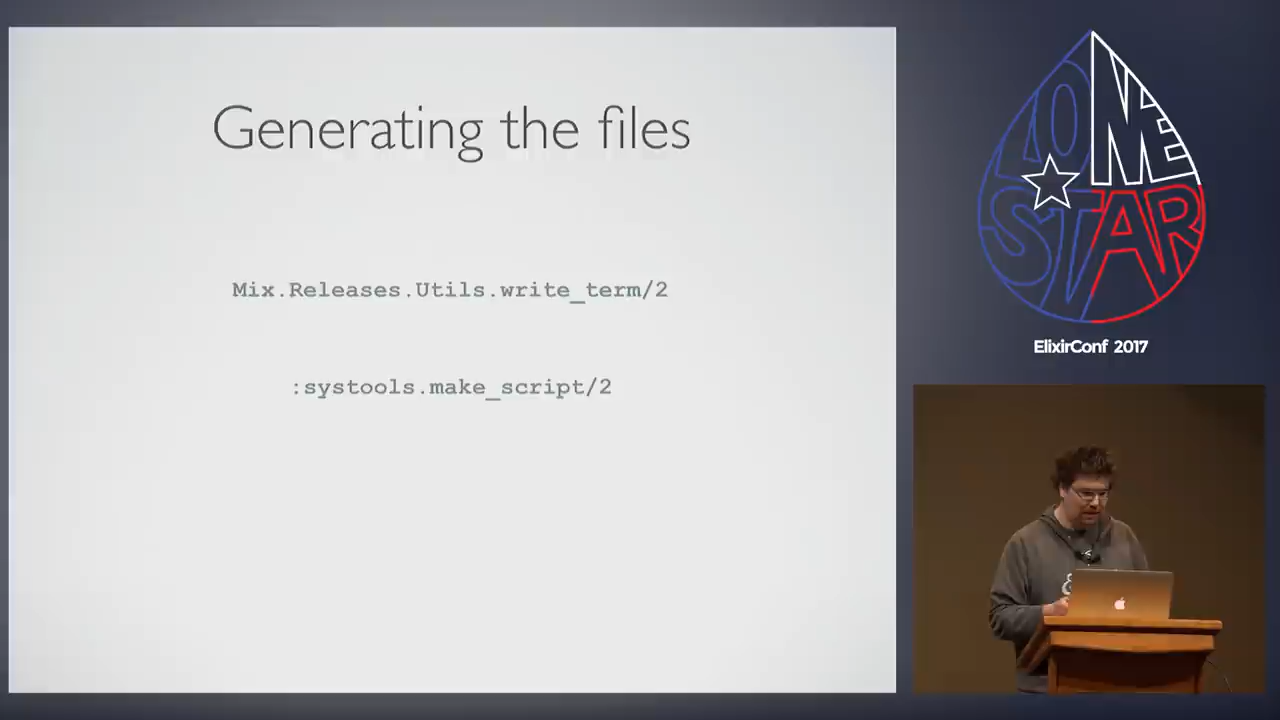 Generating the files
Mix.Releases.Utils.write_term/2
:systools.make_script/2
LONE
STAR
ElixirConf 2017